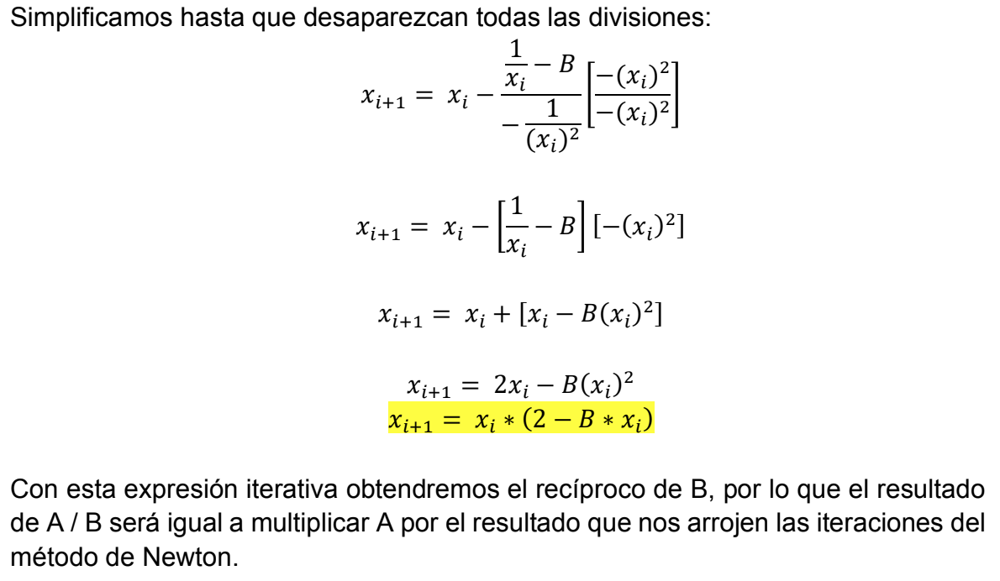 Simplificamos hasta que desaparezcan todas las divisiones:
x_{i+1} = x_i − \frac{\frac{1}{x_i} − B}{−\frac{1}{(x_i)^2}} \left[\frac{−(x_i)^2}{−(x_i)^2}\right]
x_{i+1} = x_i − \left[\frac{1}{x_i} − B\right] [−(x_i)^2]
x_{i+1} = x_i + [x_i − B(x_i)^2]
x_{i+1} = 2x_i − B(x_i)^2
x_{i+1} = x_i * (2 − B * x_i)
Con esta expresión iterativa obtendremos el recíproco de B, por lo que el resultado
de A / B será igual a multiplicar A por el resultado que nos arrojen las iteraciones del
método de Newton.